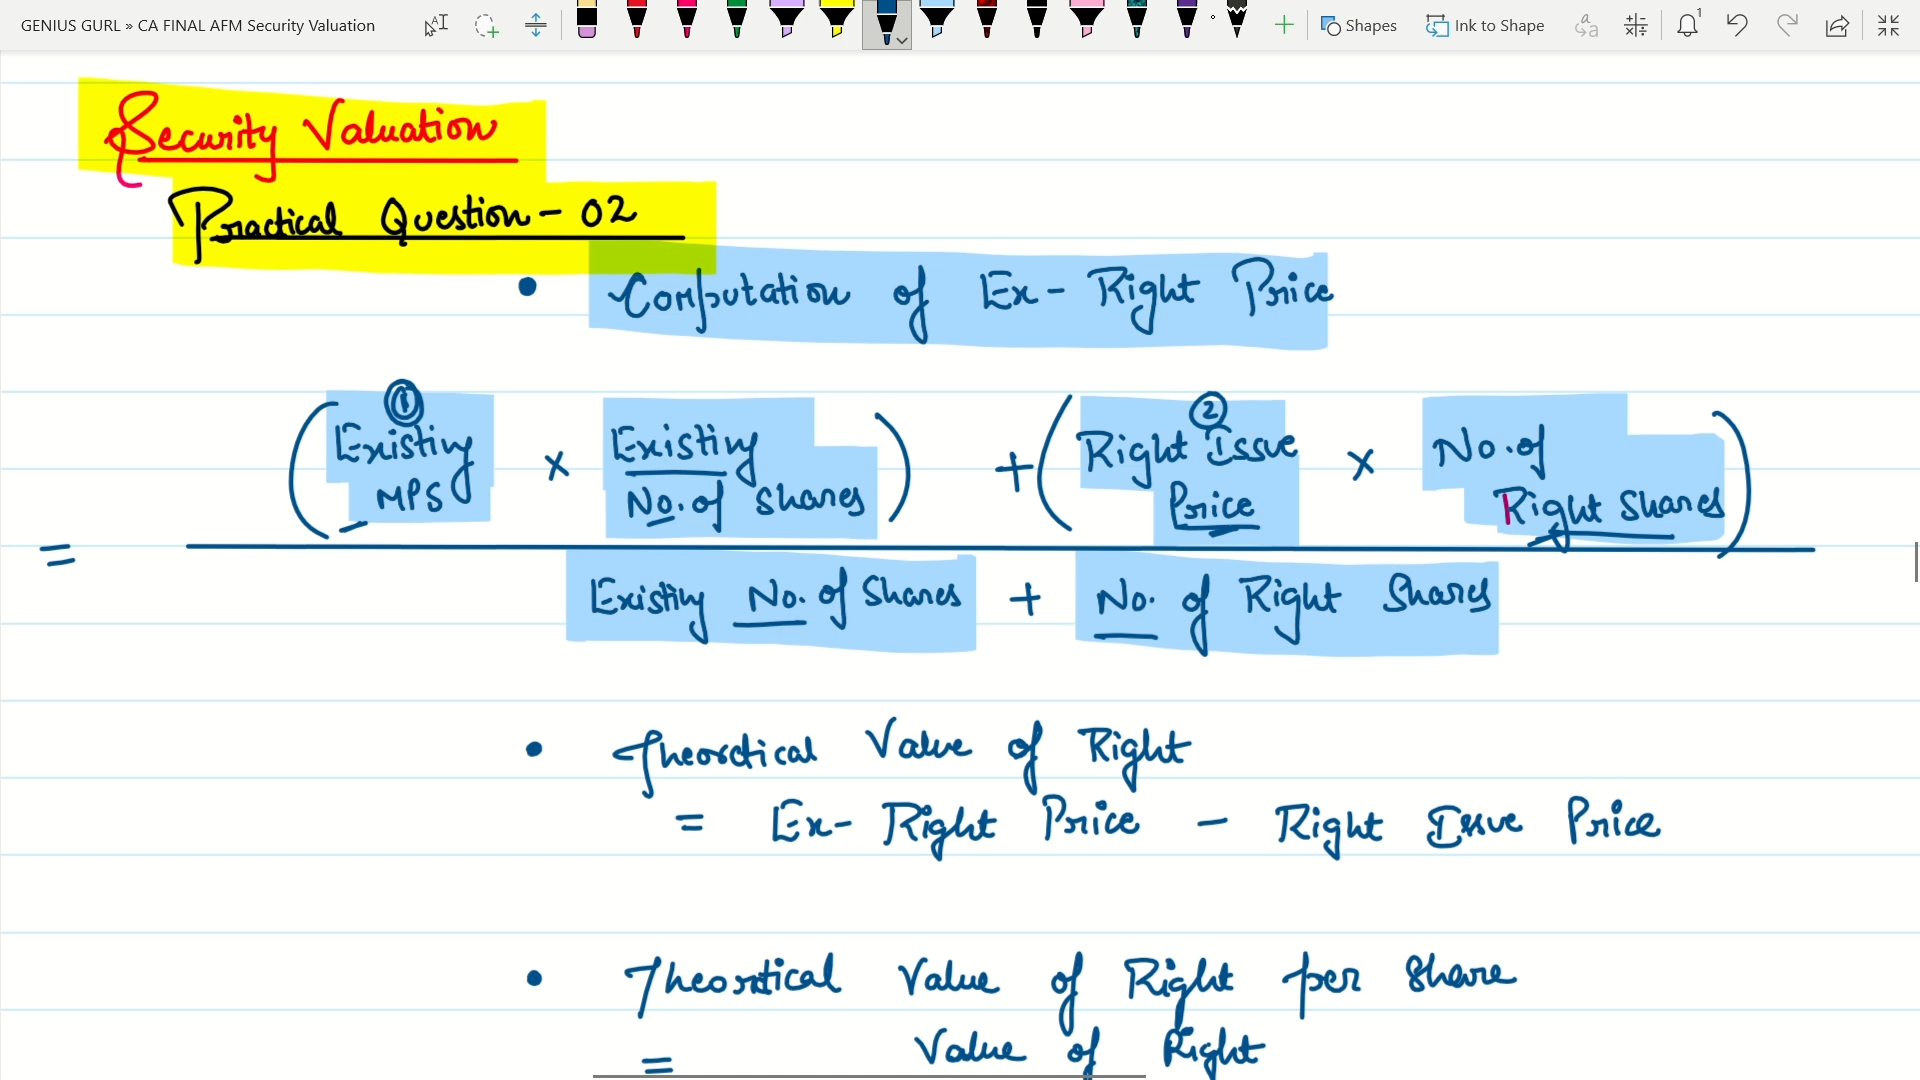 GENIUS GURL » CA FINAL AFM Security Valuation
Shapes
Ink to Shape
1
Security Valuation
Practical Question - 02
• Computation of Ex - Right Price
= ( ① Existing MPS × Existing No. of Shares ) + ( ② Right Issue Price × No. of Right Shares )
Existing No. of Shares + No. of Right Shares
• Theoretical Value of Right
= Ex - Right Price - Right Issue Price
• Theoretical Value of Right per Share
= Value of Right